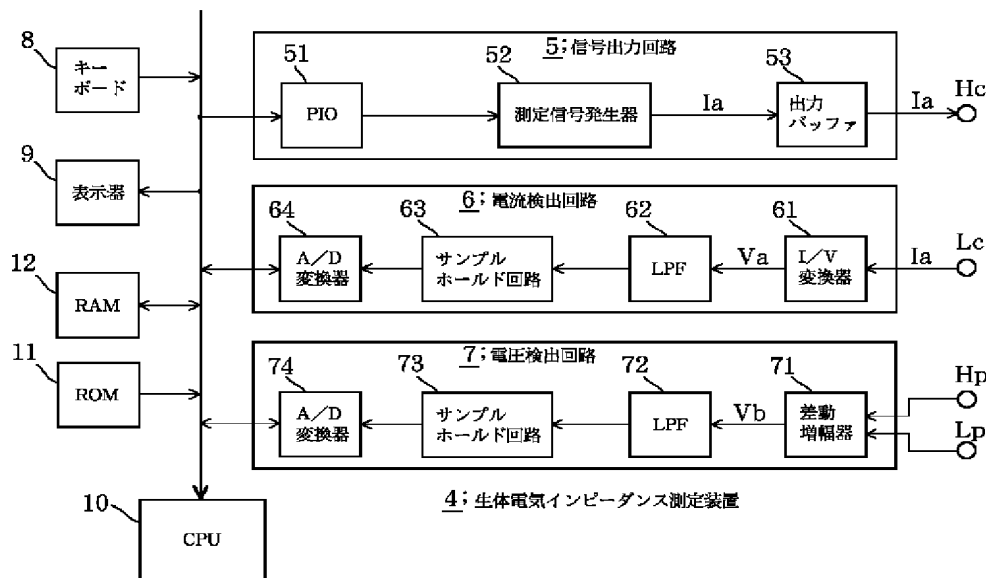 8
キー
ボード
9
表示器
12
RAM
11
ROM
10
CPU
5;信号出力回路
51
PIO
52
測定信号発生器
Ia
53
出力
バッファ
Ia
Hc
6;電流検出回路
64
A/D
変換器
63
サンプル
ホールド回路
62
LPF
Va
61
I/V
変換器
Ia
Lc
7;電圧検出回路
74
A/D
変換器
73
サンプル
ホールド回路
72
LPF
Vb
71
差動
増幅器
Hp
Lp
4;生体電気インピーダンス測定装置